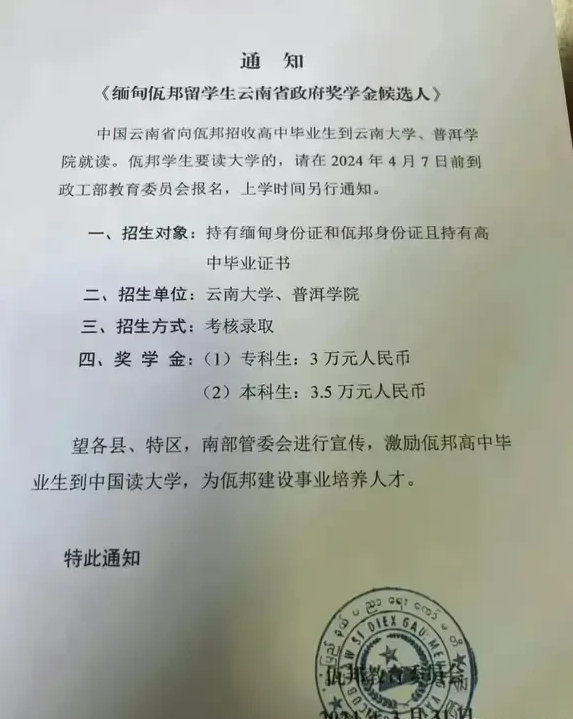 通 知
《缅甸佤邦留学生云南省政府奖学金候选人》
中国云南省向佤邦招收高中毕业生到云南大学、普洱学
院就读。佤邦学生要读大学的，请在 2024 年 4 月 7 日前到
政工部教育委员会报名，上学时间另行通知。
一、招生对象：持有缅甸身份证和佤邦身份证且持有高
中毕业证书
二、招生单位：云南大学、普洱学院
三、招生方式：考核录取
四、奖 学 金：（1）专科生：3 万元人民币
（2）本科生：3.5 万元人民币
望各县、特区，南部管委会进行宣传，激励佤邦高中毕
业生到中国读大学，为佤邦建设事业培养人才。
特此通知
SI DIEX GAU
佤邦教育委员会
2024 年 3 月 31 日